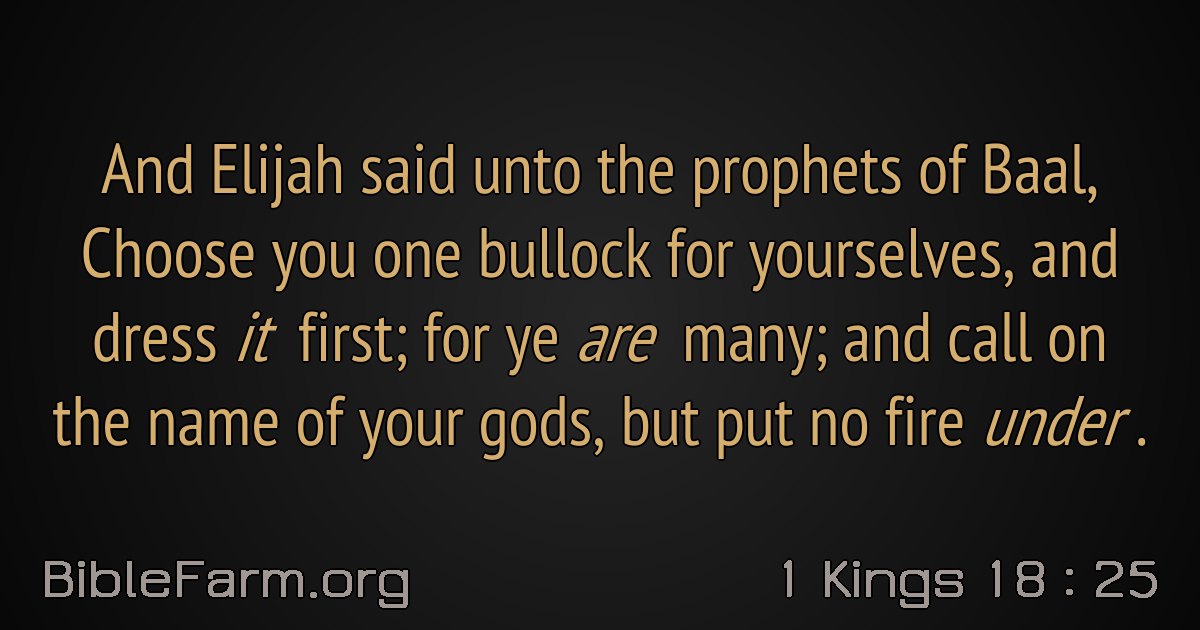 And Elijah said unto the prophets of Baal,
Choose you one bullock for yourselves, and
dress it first; for ye are many; and call on
the name of your gods, but put no fire under .
BibleFarm.org
1 Kings 18 : 25